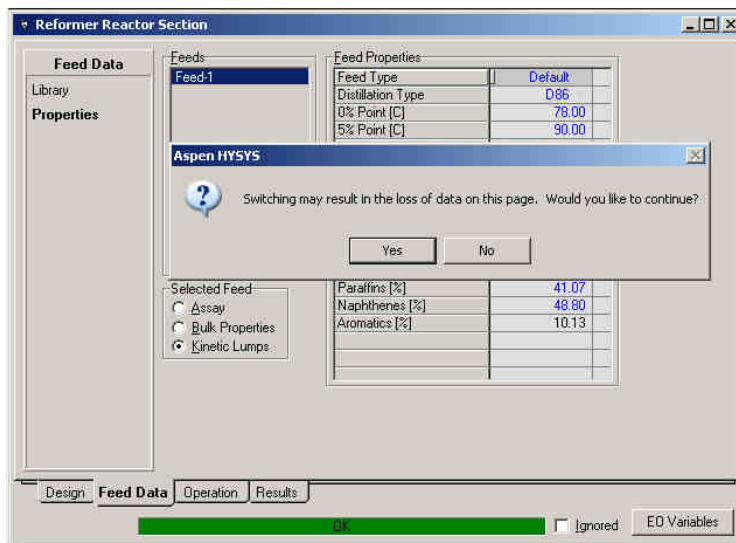 Reformer Reactor Section
Feed Data
Library
Properties
Feeds
Feed-1
Feed Properties
Feed Type Default
Distillation Type D86
0% Point [C] 78.00
5% Point [C] 90.00
Aspen HYSYS
Switching may result in the loss of data on this page. Would you like to continue?
Yes No
Selected Feed
Assay
Bulk Properties
Kinetic Lumps
Paraffins [%] 41.07
Naphthenes [%] 48.80
Aromatics [%] 10.13
Design Feed Data Operation Results
OK Ignored EO Variables